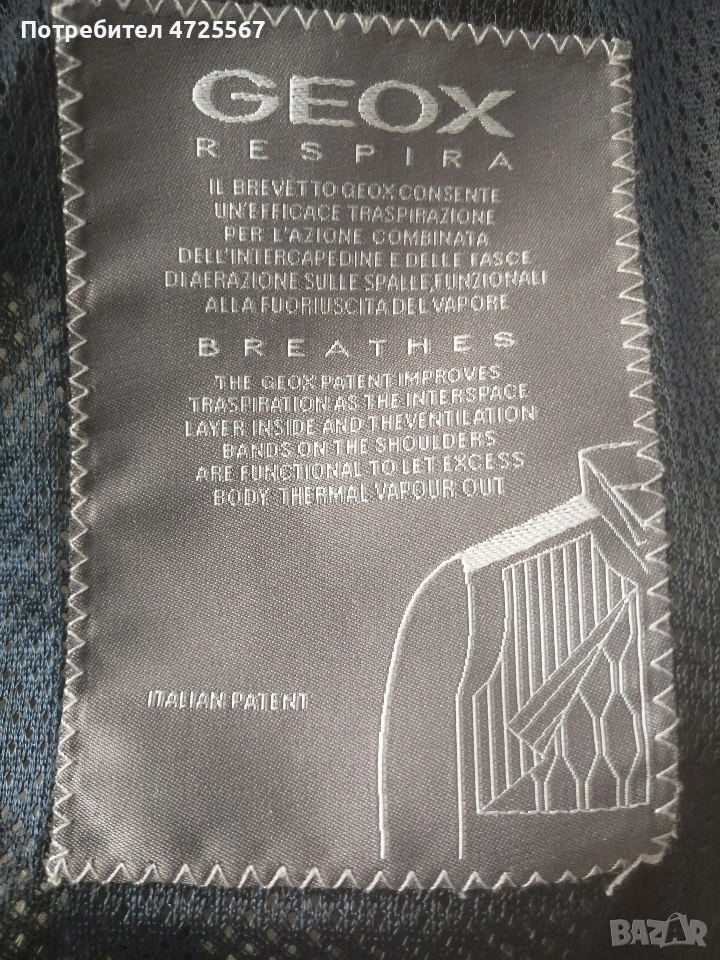 Потребител 4725567
GEOX
RESPIRA
IL BREVETTO GEOX CONSENTE
UN'EFFICACE TRASPIRAZIONE
PER L'AZIONE COMBINATA
DELL'INTERCAPEDINE E DELLE FASCE
DI AERAZIONE SULLE SPALLE, FUNZIONALI
ALLA FUORIUSCITA DEL VAPORE
BREATHES
THE GEOX PATENT IMPROVES
TRASPIRATION AS THE INTERSPACE
LAYER INSIDE AND THEVENTILATION
BANDS ON THE SHOULDERS
ARE FUNCTIONAL TO LET EXCESS
BODY THERMAL VAPOUR OUT
ITALIAN PATENT
BAZAR